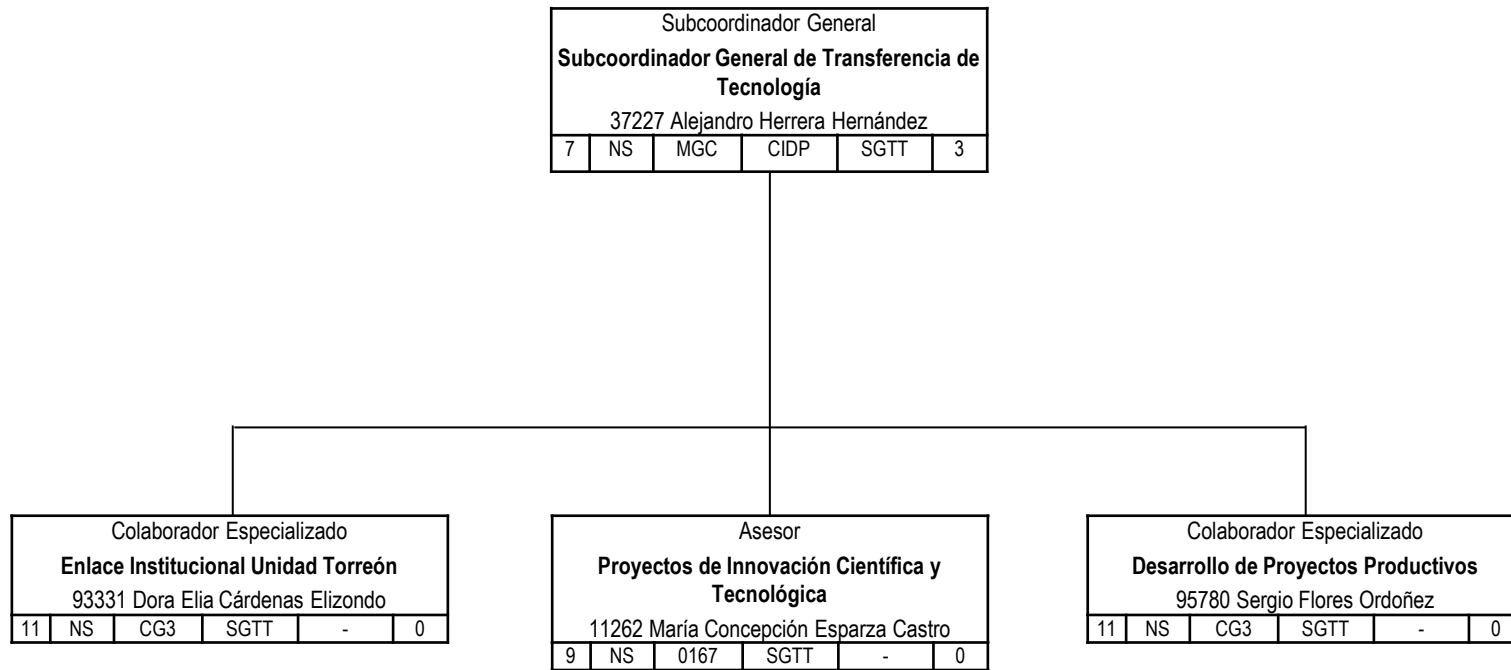 Subcoordinador General
Subcoordinador General de Transferencia de
Tecnología
37227 Alejandro Herrera Hernández
7 NS MGC CIDP SGTT 3
Colaborador Especializado
Enlace Institucional Unidad Torreón
93331 Dora Elia Cárdenas Elizondo
11 NS CG3 SGTT - 0
Asesor
Proyectos de Innovación Científica y
Tecnológica
11262 María Concepción Esparza Castro
9 NS 0167 SGTT - 0
Colaborador Especializado
Desarrollo de Proyectos Productivos
95780 Sergio Flores Ordoñez
11 NS CG3 SGTT - 0